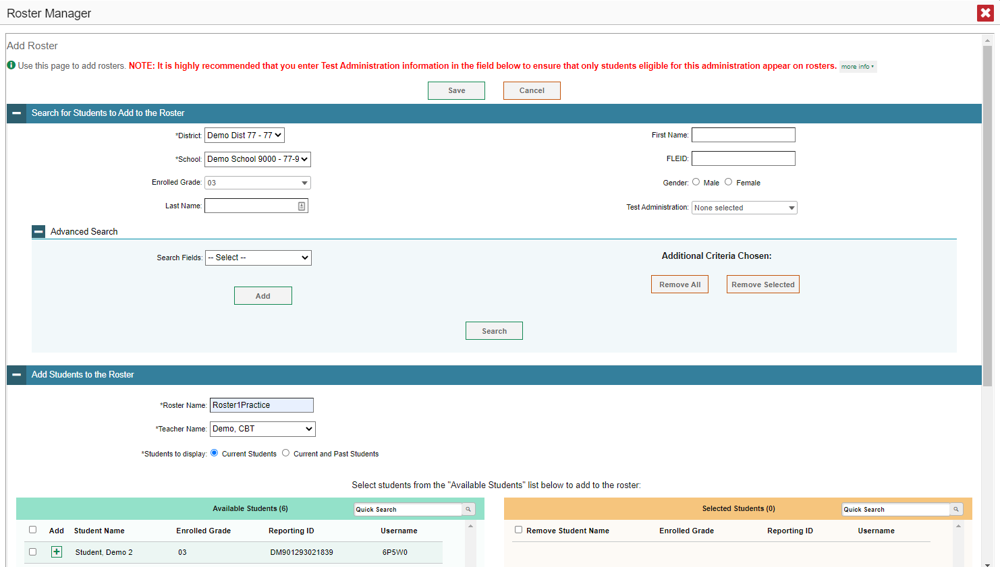 Roster Manager
Add Roster
Use this page to add rosters. NOTE: It is highly recommended that you enter Test Administration information in the field below to ensure that only students eligible for this administration appear on rosters. more info
Save Cancel
Search for Students to Add to the Roster
*District: Demo Dist 77 - 77 First Name:
*School: Demo School 9000 - 77-9 FLEID:
Enrolled Grade: 03 Gender: Male Female
Last Name: Test Administration: None selected
Advanced Search
Search Fields: -- Select -- Additional Criteria Chosen:
Remove All Remove Selected
Add
Search
Add Students to the Roster
*Roster Name: Roster1Practice
*Teacher Name: Demo, CBT
*Students to display: Current Students Current and Past Students
Select students from the "Available Students" list below to add to the roster:
Available Students (6) Quick Search Selected Students (0) Quick Search
Add Student Name Enrolled Grade Reporting ID Username Remove Student Name Enrolled Grade Reporting ID Username
Student, Demo 2 03 DM901293021839 6P5W0